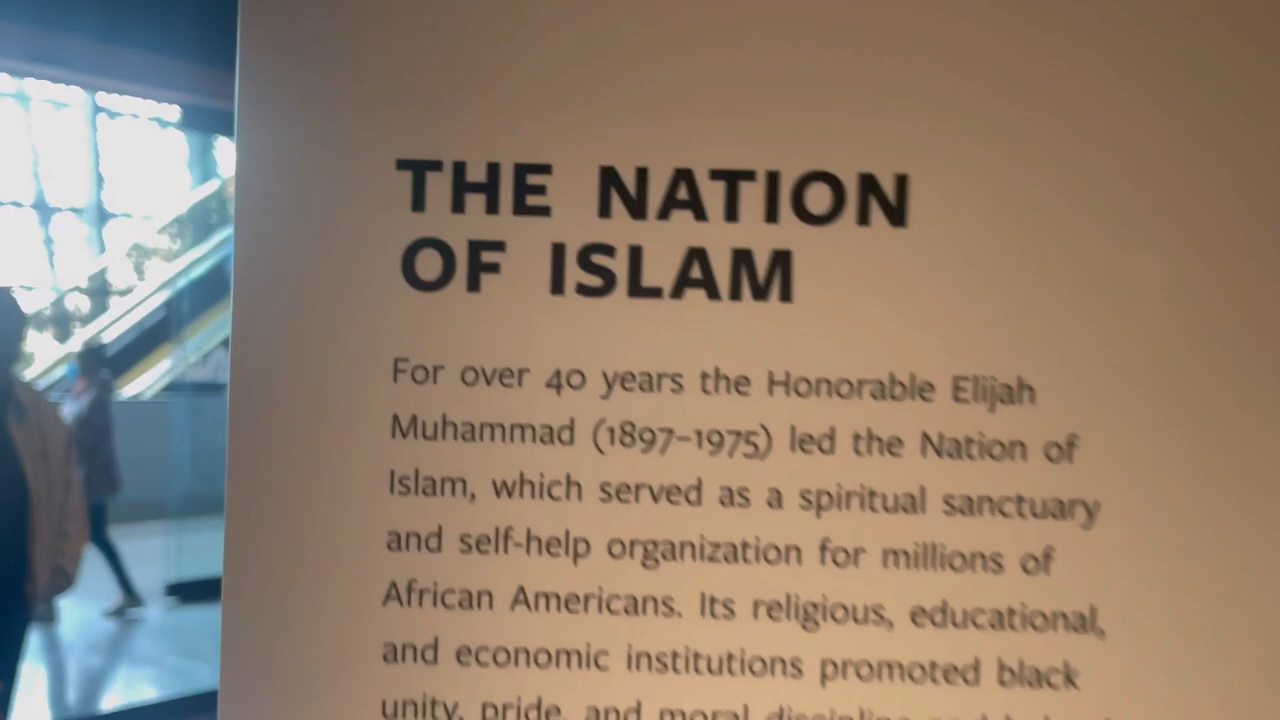 THE NATION
OF ISLAM
For over 40 years the Honorable Elijah
Muhammad (1897–1975) led the Nation of
Islam, which served as a spiritual sanctuary
and self-help organization for millions of
African Americans. Its religious, educational,
and economic institutions promoted black
unity, pride, and moral discipline and